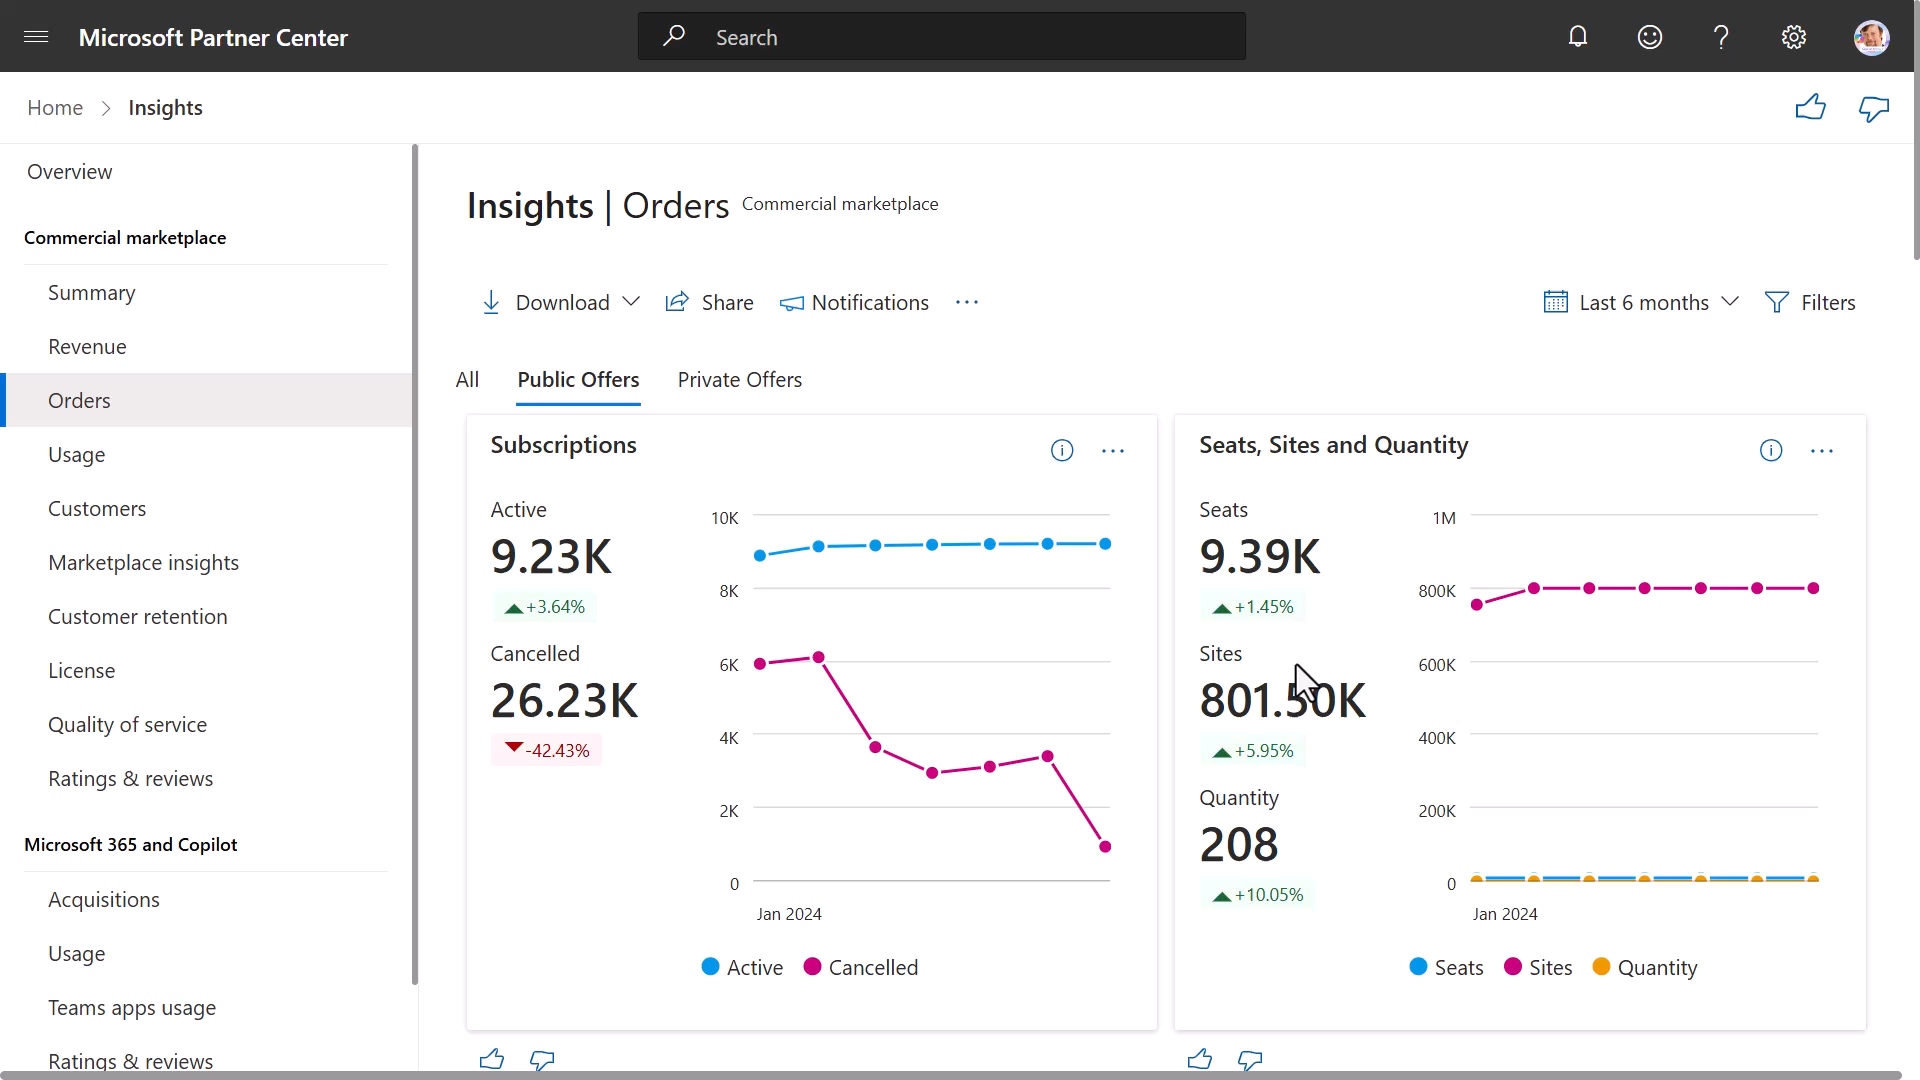 Microsoft Partner Center
Search
Home > Insights
Overview
Commercial marketplace
Summary
Revenue
Orders
Usage
Customers
Marketplace insights
Customer retention
License
Quality of service
Ratings & reviews
Microsoft 365 and Copilot
Acquisitions
Usage
Teams apps usage
Ratings & reviews
Insights | Orders Commercial marketplace
Download Share Notifications ...
Last 6 months Filters
All Public Offers Private Offers
Subscriptions
Active
9.23K
+3.64%
Cancelled
26.23K
-42.43%
10K
8K
6K
4K
2K
0
Jan 2024
Active Cancelled
Seats, Sites and Quantity
Seats
9.39K
+1.45%
Sites
801.50K
+5.95%
Quantity
208
+10.05%
1M
800K
600K
400K
200K
0
Jan 2024
Seats Sites Quantity